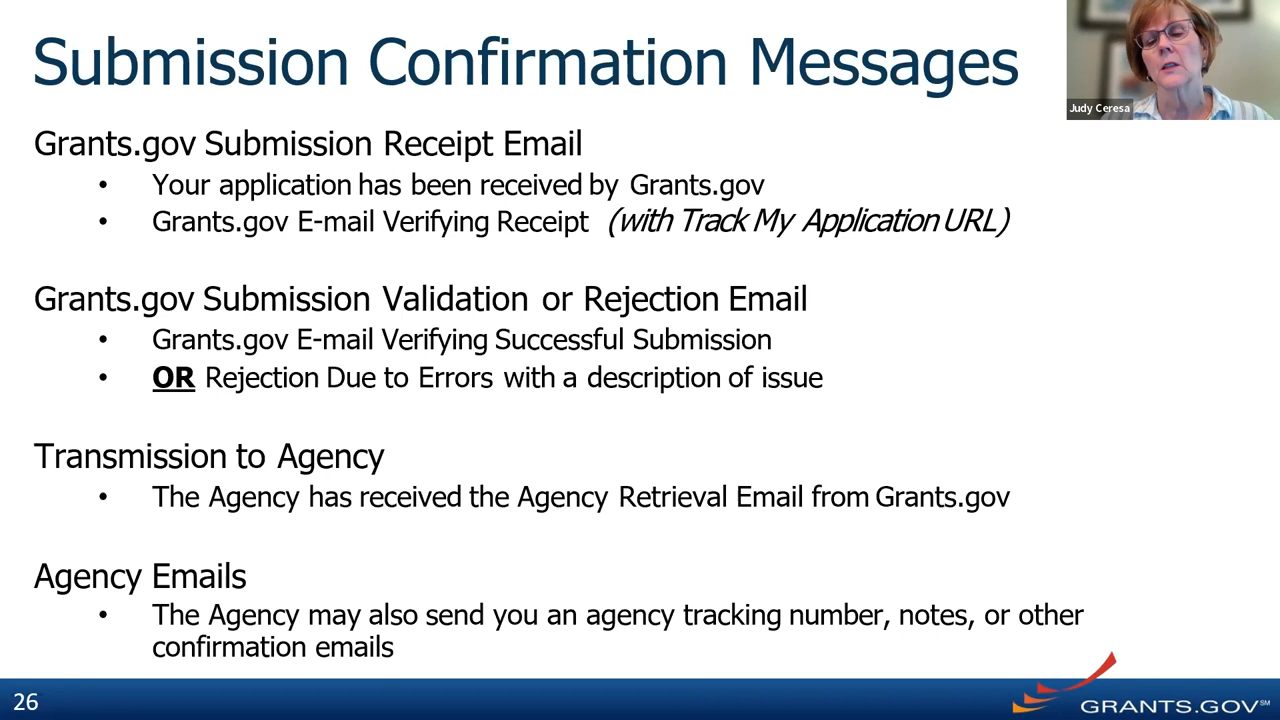 Submission Confirmation Messages
Judy Ceresa
Grants.gov Submission Receipt Email
• Your application has been received by Grants.gov
• Grants.gov E-mail Verifying Receipt (with Track My Application URL)
Grants.gov Submission Validation or Rejection Email
• Grants.gov E-mail Verifying Successful Submission
• OR Rejection Due to Errors with a description of issue
Transmission to Agency
• The Agency has received the Agency Retrieval Email from Grants.gov
Agency Emails
• The Agency may also send you an agency tracking number, notes, or other
confirmation emails
26
GRANTS.GOV℠